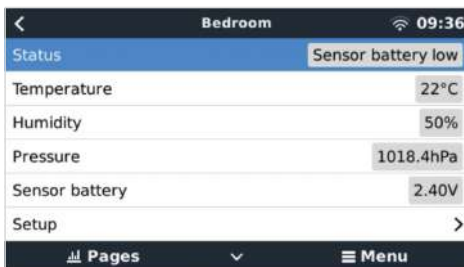 Bedroom 09:36
Status Sensor battery low
Temperature 22°C
Humidity 50%
Pressure 1018.4hPa
Sensor battery 2.40V
Setup
Pages Menu